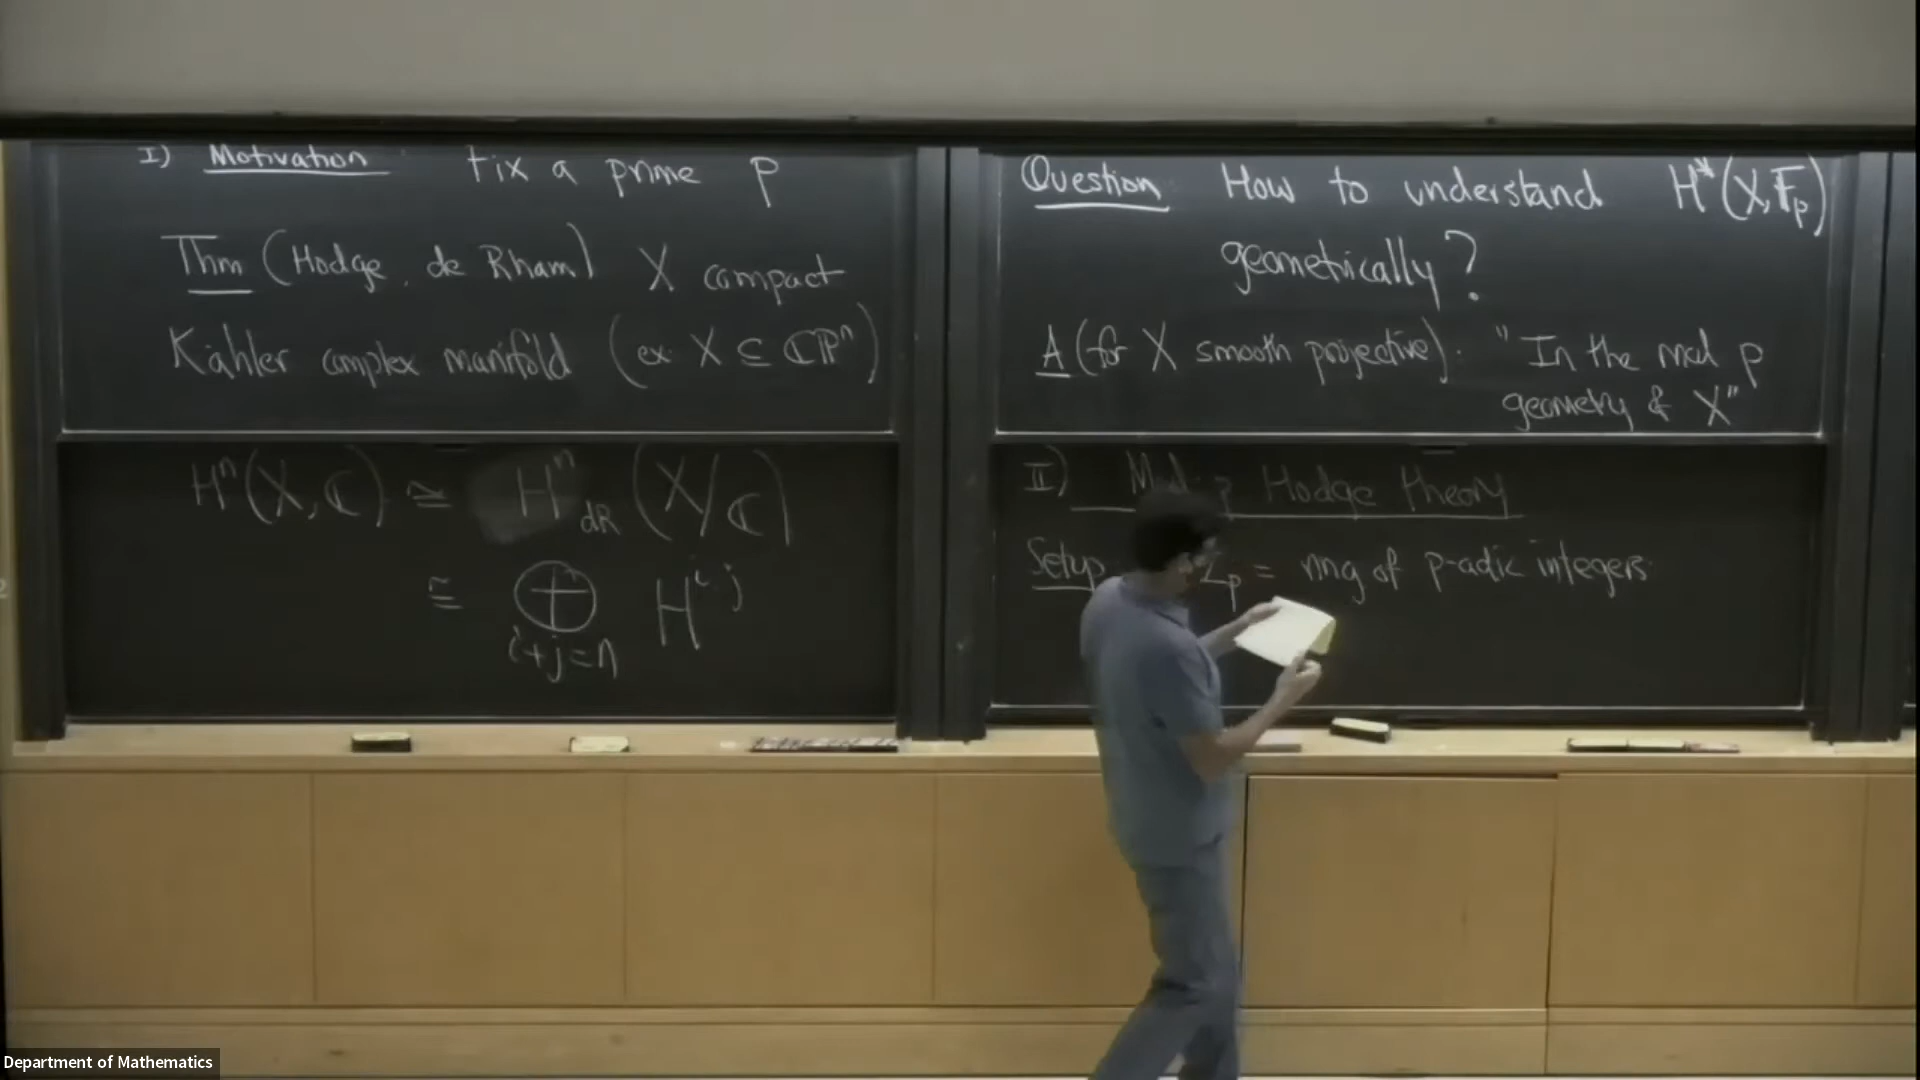 I) Motivation Fix a prime p
Thm (Hodge, de Rham) X compact
Kähler complex manifold (ex: X ⊆ ℂℙⁿ)
Hⁿ(X, ℂ) ≅ Hⁿ_dR (X/ℂ)
≅ ⊕_{i+j=n} H^{i,j}
Question How to understand H*(X, F_p)
geometrically?
A (for X smooth projective): "In the mod p
geometry of X"
II) Mod p Hodge theory
Setup ℤ_p = ring of p-adic integers
Department of Mathematics